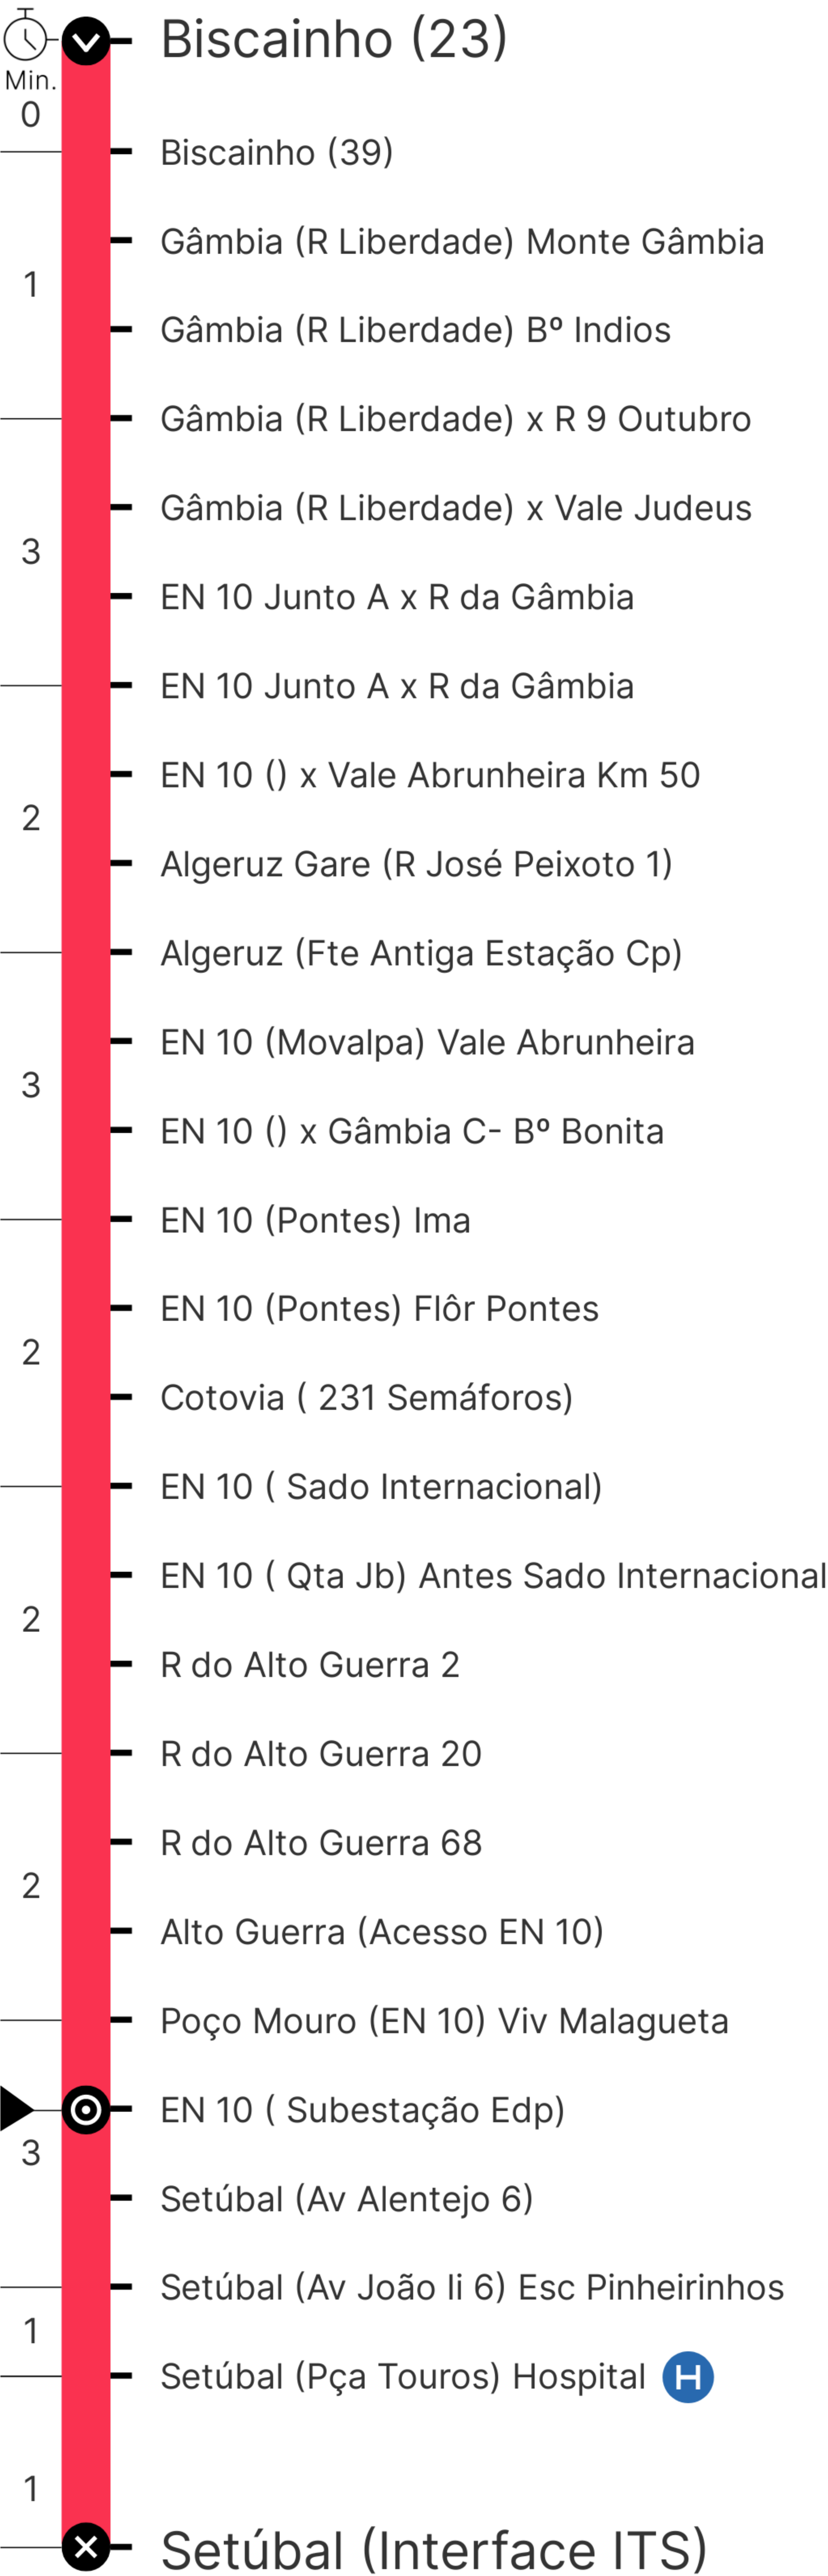 Biscainho (23)
Min.
0
Biscainho (39)
Gâmbia (R Liberdade) Monte Gâmbia
1
Gâmbia (R Liberdade) Bº Indios
Gâmbia (R Liberdade) x R 9 Outubro
Gâmbia (R Liberdade) x Vale Judeus
3
EN 10 Junto A x R da Gâmbia
EN 10 Junto A x R da Gâmbia
EN 10 () x Vale Abrunheira Km 50
2
Algeruz Gare (R José Peixoto 1)
Algeruz (Fte Antiga Estação Cp)
EN 10 (Movalpa) Vale Abrunheira
3
EN 10 () x Gâmbia C- Bº Bonita
EN 10 (Pontes) Ima
EN 10 (Pontes) Flôr Pontes
2
Cotovia ( 231 Semáforos)
EN 10 ( Sado Internacional)
EN 10 ( Qta Jb) Antes Sado Internacional
2
R do Alto Guerra 2
R do Alto Guerra 20
R do Alto Guerra 68
2
Alto Guerra (Acesso EN 10)
Poço Mouro (EN 10) Viv Malagueta
EN 10 ( Subestação Edp)
3
Setúbal (Av Alentejo 6)
Setúbal (Av João Ii 6) Esc Pinheirinhos
1
Setúbal (Pça Touros) Hospital H
1
Setúbal (Interface ITS)